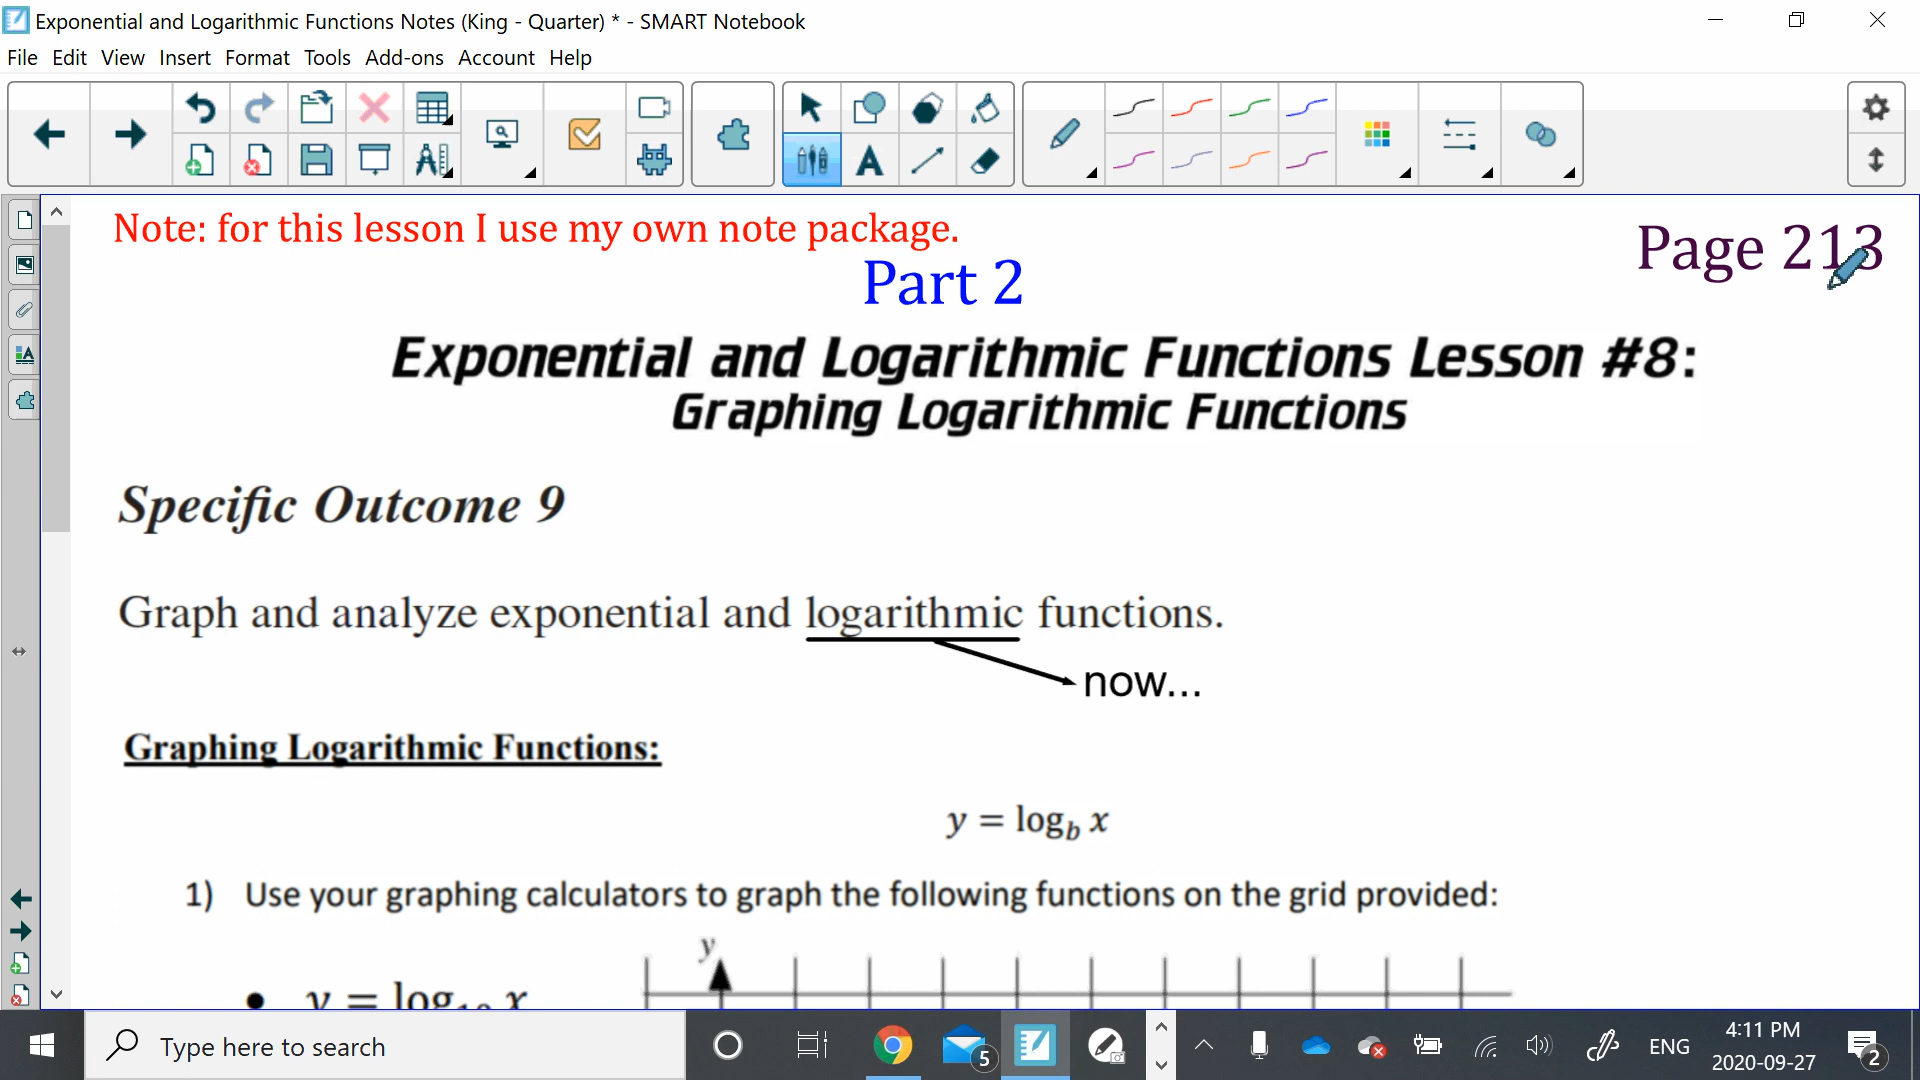 Exponential and Logarithmic Functions Notes (King - Quarter) * - SMART Notebook
File Edit View Insert Format Tools Add-ons Account Help
Note: for this lesson I use my own note package.
Page 213
Part 2
Exponential and Logarithmic Functions Lesson #8:
Graphing Logarithmic Functions
Specific Outcome 9
Graph and analyze exponential and logarithmic functions.
now...
Graphing Logarithmic Functions:
y = log_b x
1) Use your graphing calculators to graph the following functions on the grid provided:
y
• y = log₁₀ x
Type here to search
5
ENG
4:11 PM
2020-09-27
2